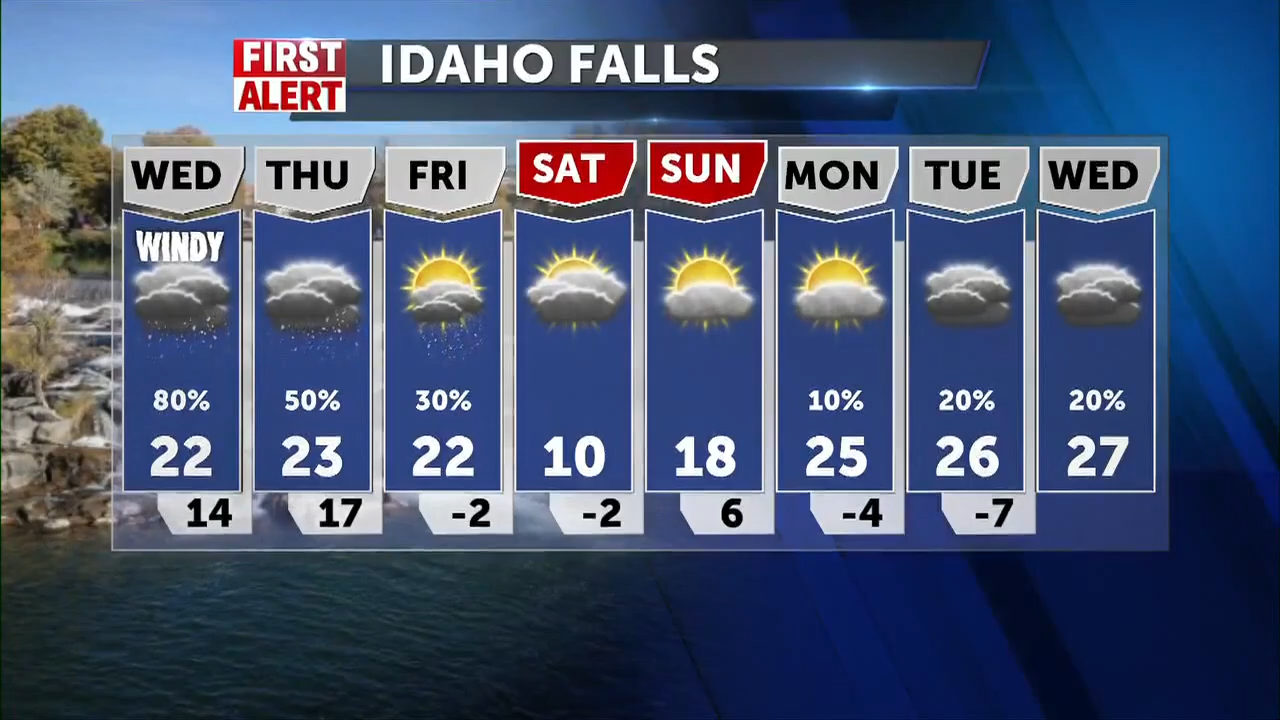 FIRST
ALERT
IDAHO FALLS
WED THU FRI SAT SUN MON TUE WED
WINDY
80% 50% 30% 10% 20% 20%
22 23 22 10 18 25 26 27
14 17 -2 -2 6 -4 -7